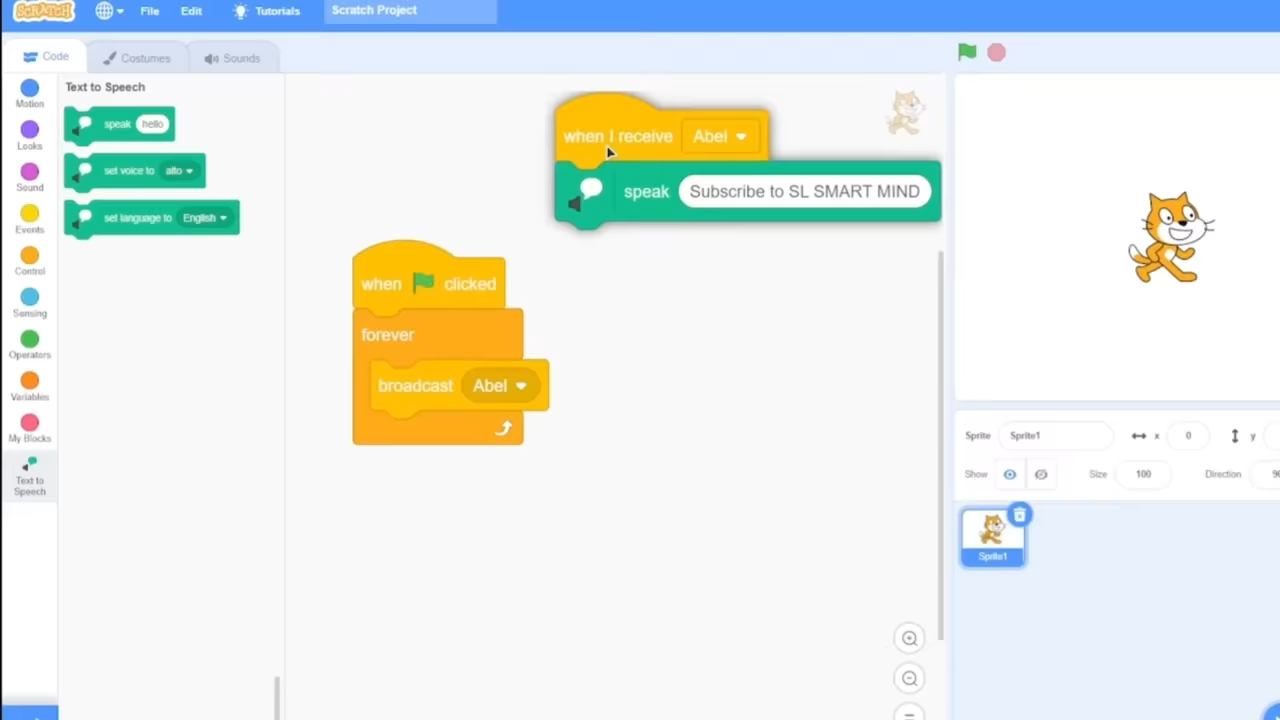 SCRATCH
File
Edit
Tutorials
Scratch Project
Code
Costumes
Sounds
Motion
Looks
Sound
Events
Control
Sensing
Operators
Variables
My Blocks
Text to
Speech
Text to Speech
speak hello
set voice to alto
set language to English
when I receive Abel
speak Subscribe to SL SMART MIND
when clicked
forever
broadcast Abel
Sprite Sprite1 x 0 y
Show Size 100 Direction
Sprite1